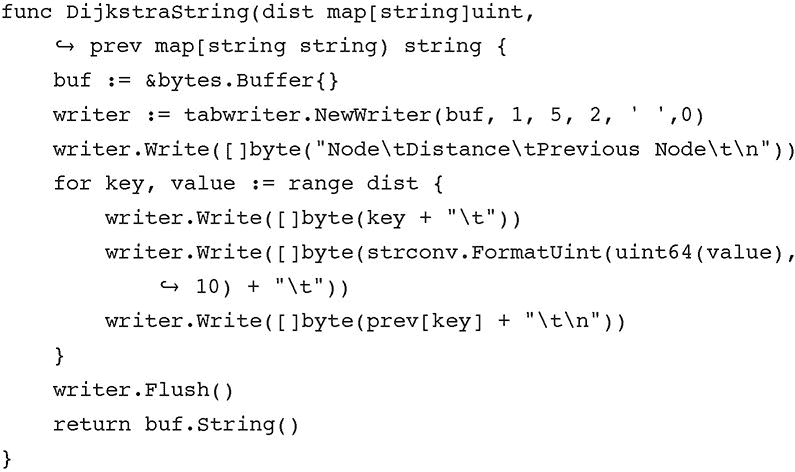 func DijkstraString(dist map[string]uint,
↪ prev map[string string) string {
buf := &bytes.Buffer{}
writer := tabwriter.NewWriter(buf, 1, 5, 2, ' ',0)
writer.Write([]byte("Node\tDistance\tPrevious Node\t\n"))
for key, value := range dist {
writer.Write([]byte(key + "\t"))
writer.Write([]byte(strconv.FormatUint(uint64(value),
↪ 10) + "\t"))
writer.Write([]byte(prev[key] + "\t\n"))
}
writer.Flush()
return buf.String()
}